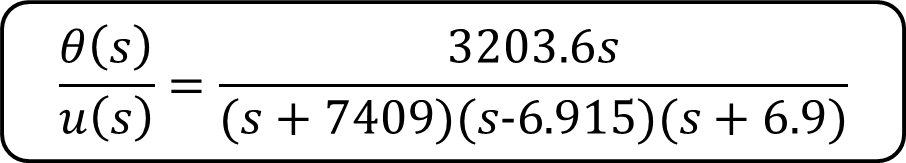 θ(s)/u(s) = 3203.6s/((s + 7409)(s-6.915)(s + 6.9))